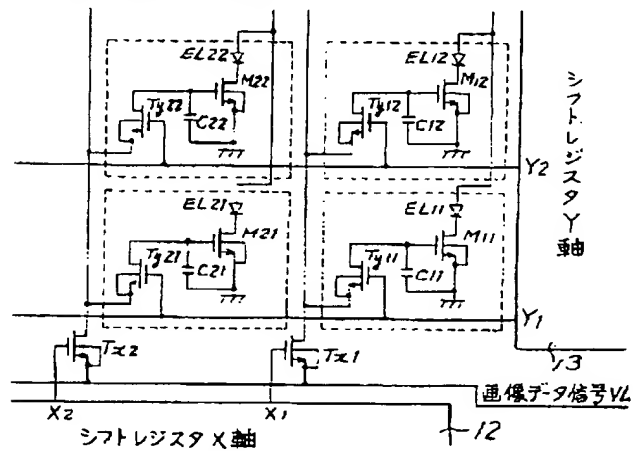 EL22
EL12
M22
M12
Ty22
Ty12
C22
C12
シフトレジスタY軸
Y2
EL21
EL11
M21
M11
Ty21
Ty11
C21
C11
Y1
Tx2
Tx1
13
画像データ信号VL
X2
X1
シフトレジスタX軸
12